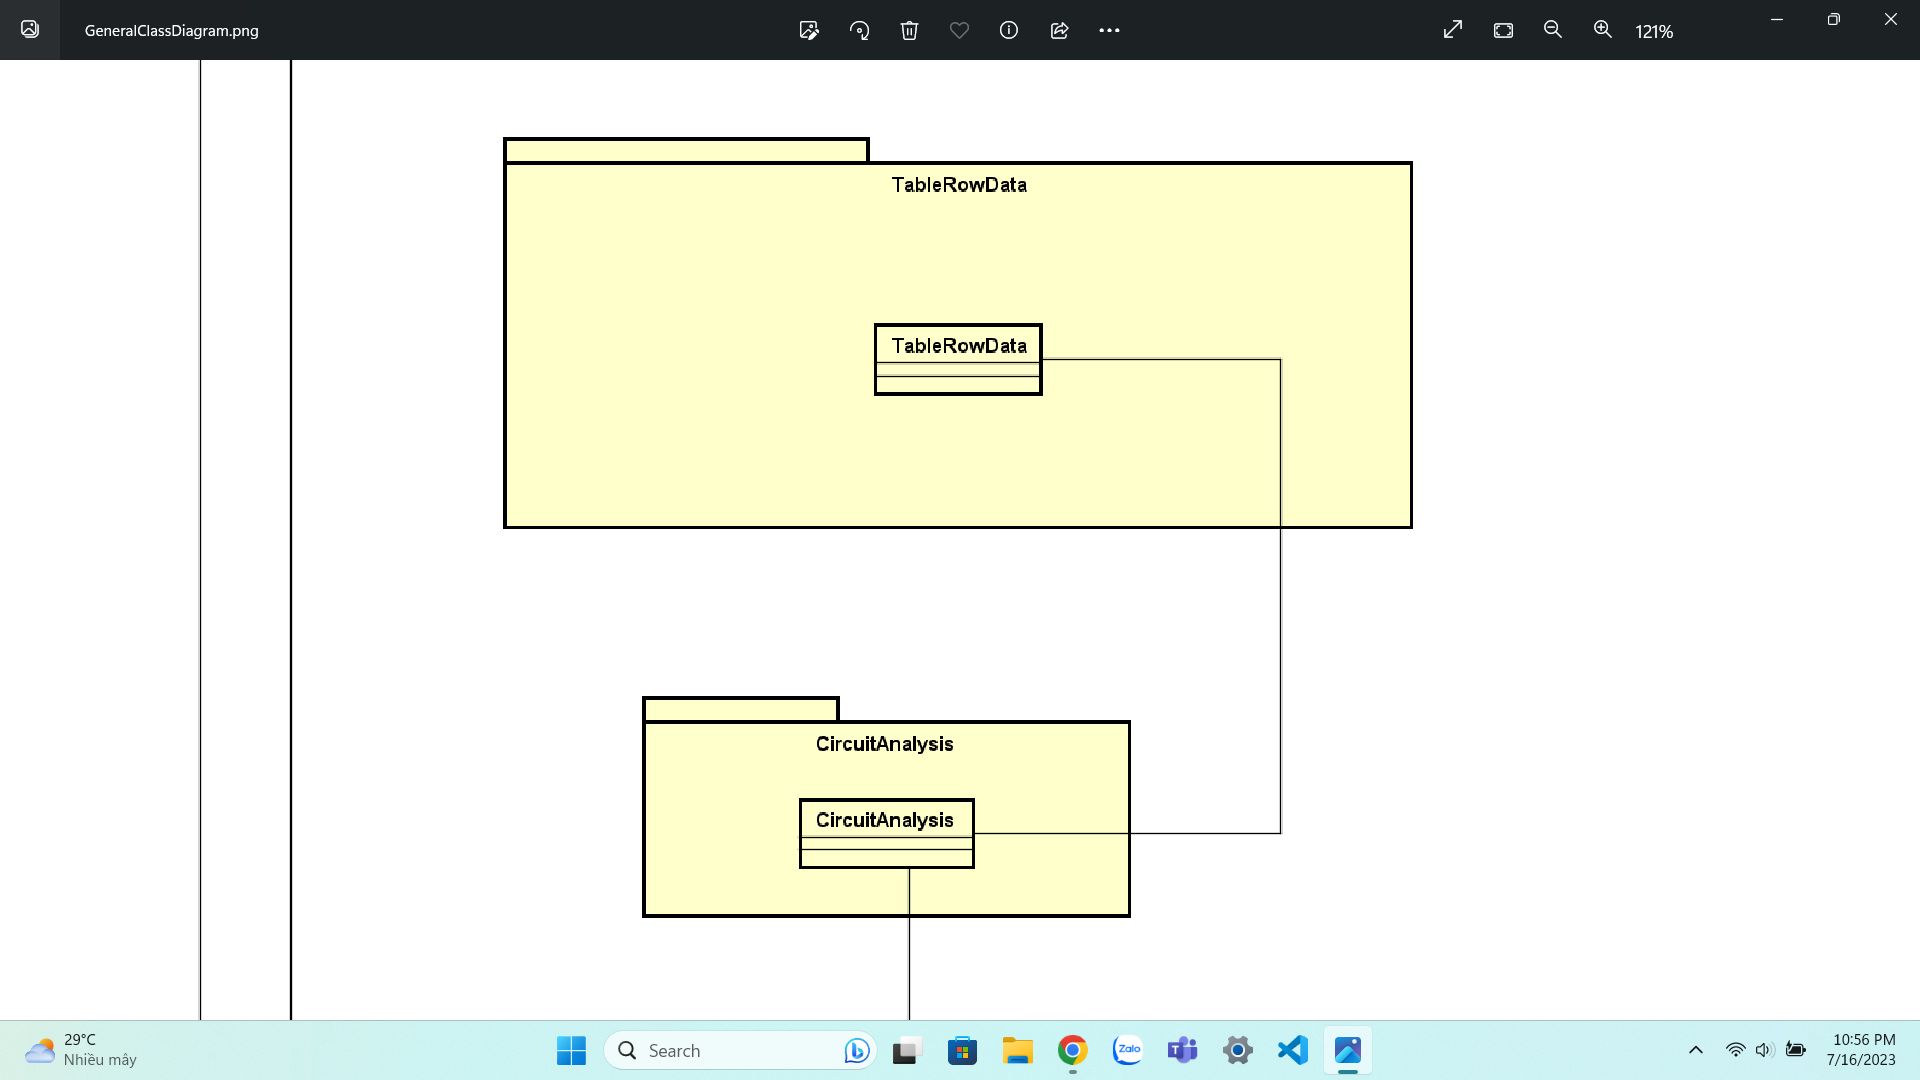 GeneralClassDiagram.png
121%
TableRowData
TableRowData
CircuitAnalysis
CircuitAnalysis
29°C
Nhiều mây
Search
Zalo
10:56 PM
7/16/2023